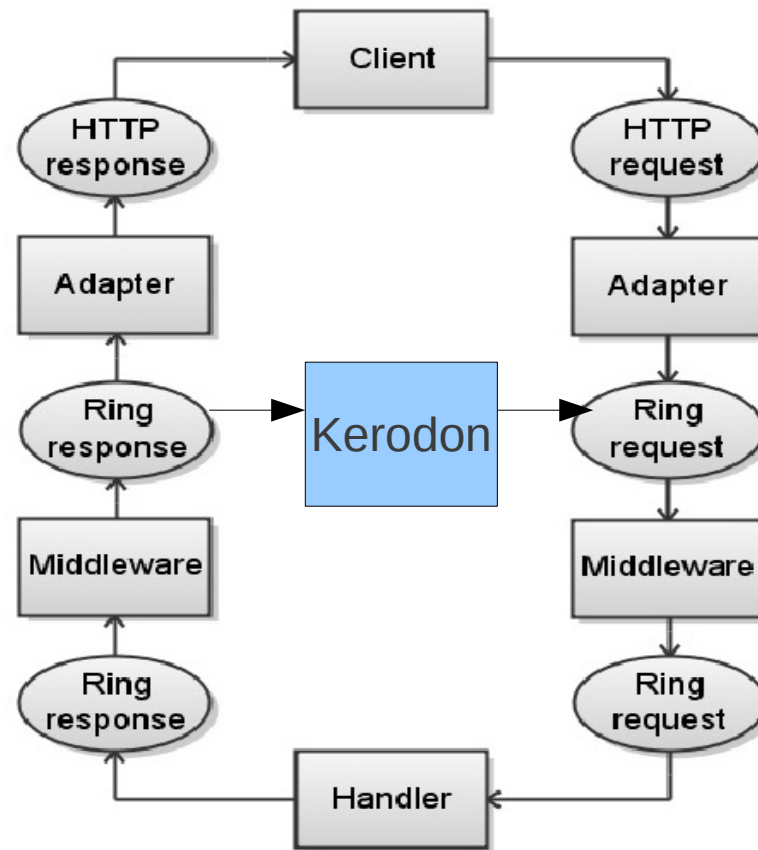 Client
HTTP
response
HTTP
request
Adapter
Adapter
Ring
response
Kerodon
Ring
request
Middleware
Middleware
Ring
response
Ring
request
Handler